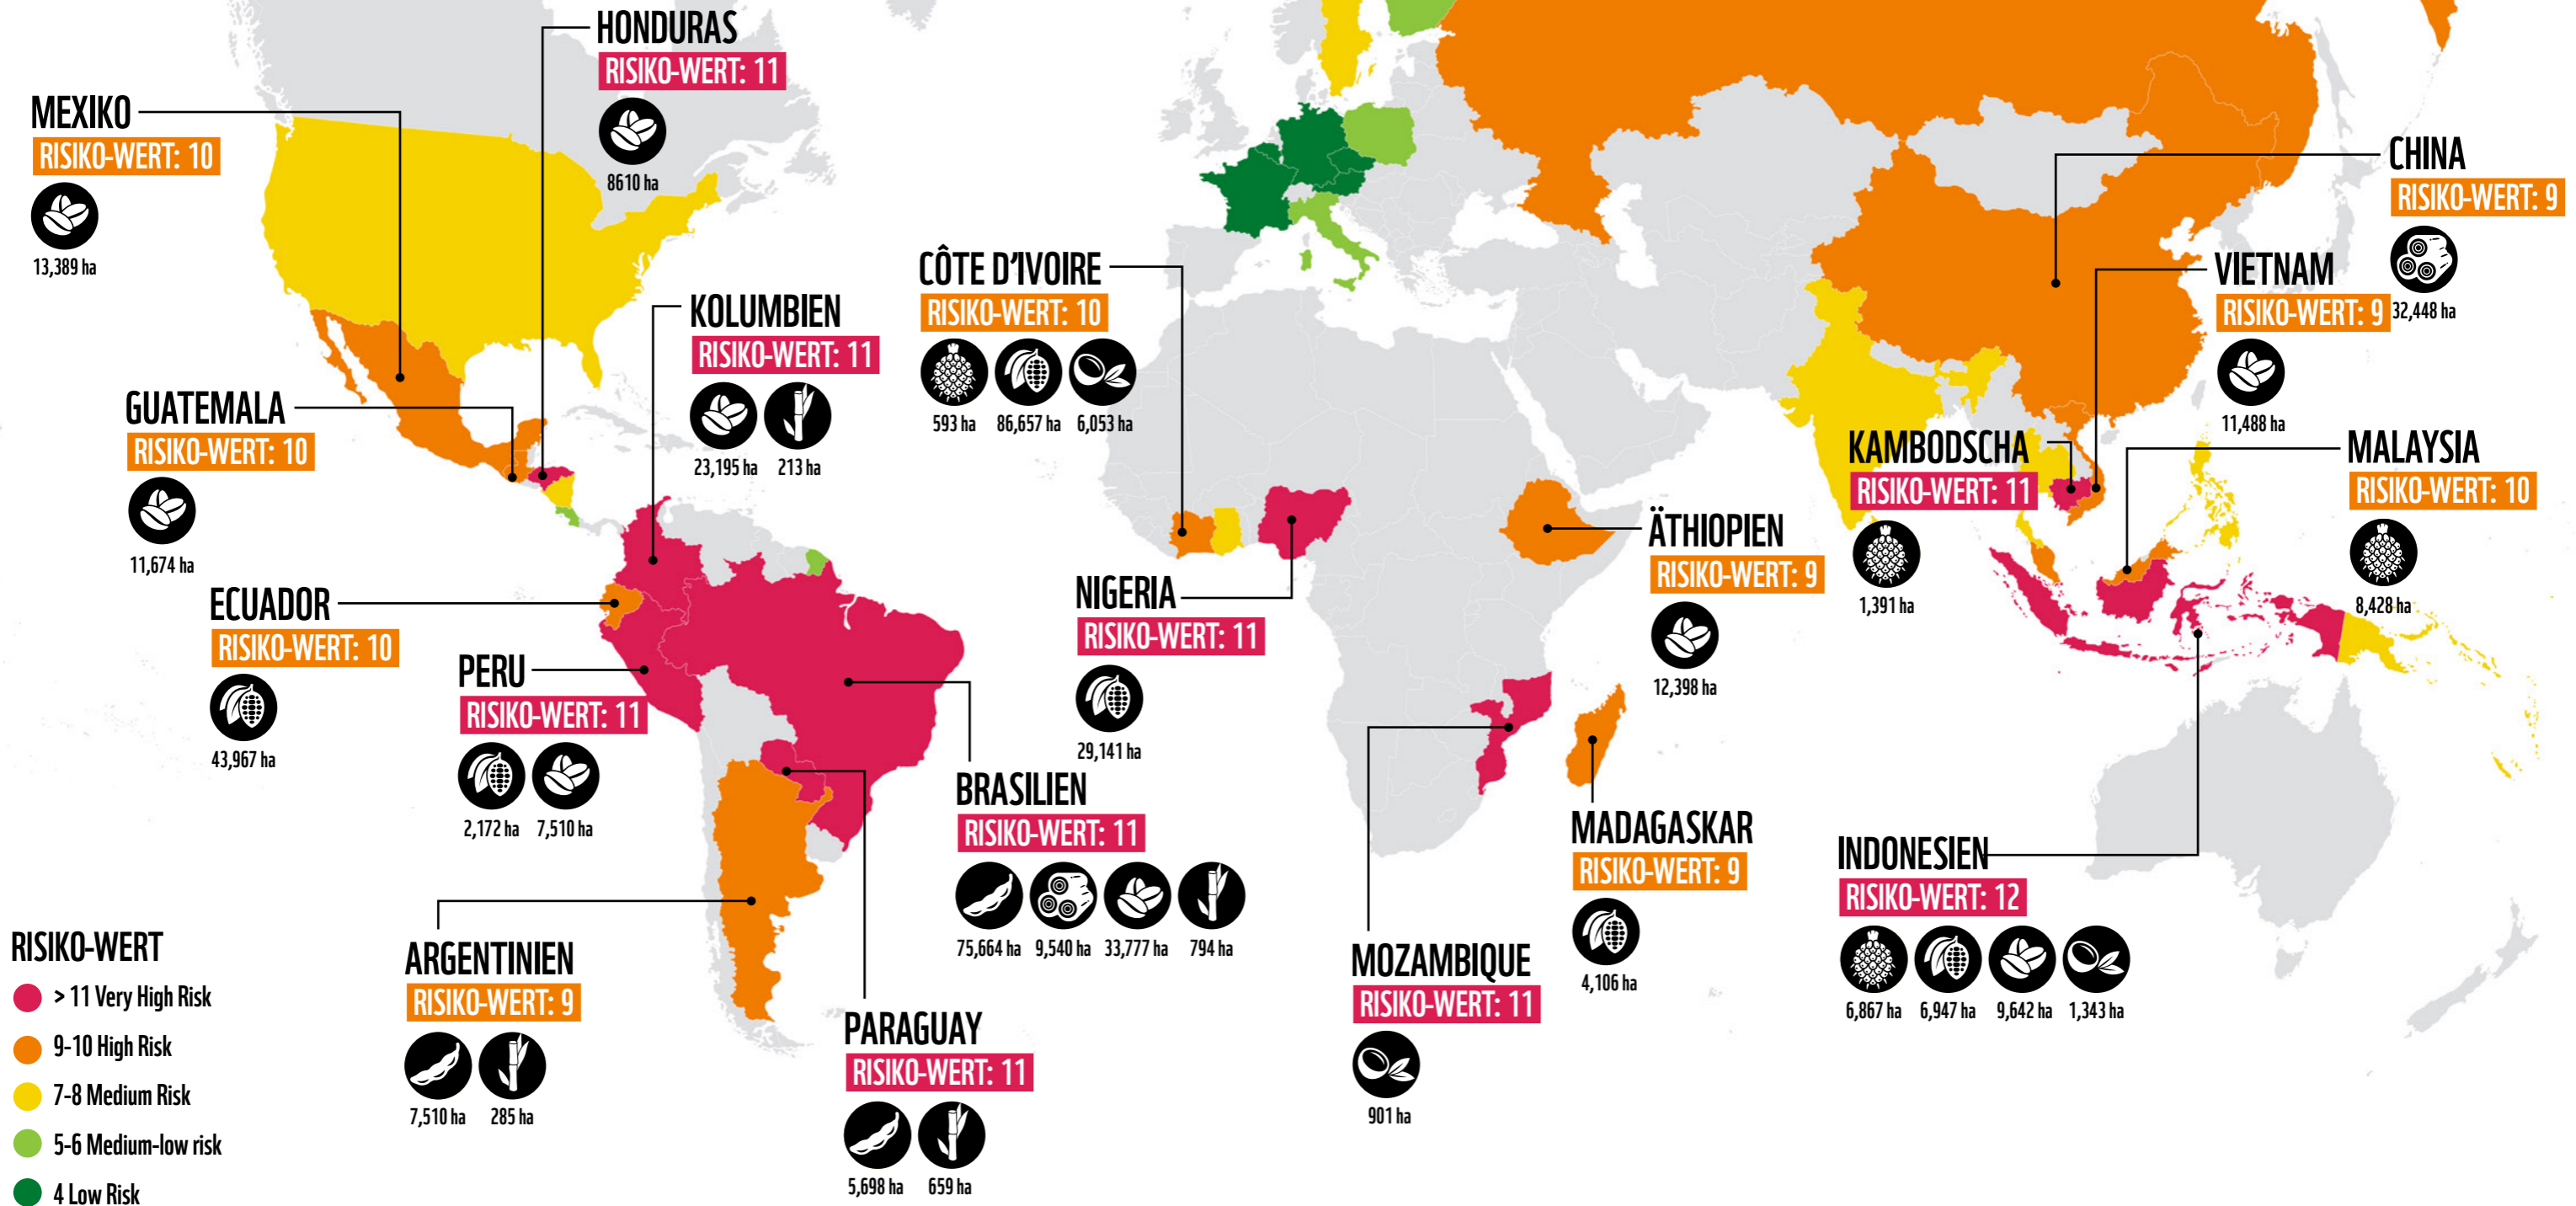 HONDURAS
RISIKO-WERT: 11
8610 ha
MEXIKO
RISIKO-WERT: 10
13,389 ha
GUATEMALA
RISIKO-WERT: 10
11,674 ha
KOLUMBIEN
RISIKO-WERT: 11
23,195 ha 213 ha
ECUADOR
RISIKO-WERT: 10
43,967 ha
PERU
RISIKO-WERT: 11
2,172 ha 7,510 ha
BRASILIEN
RISIKO-WERT: 11
75,664 ha 9,540 ha 33,777 ha 794 ha
ARGENTINIEN
RISIKO-WERT: 9
7,510 ha 285 ha
PARAGUAY
RISIKO-WERT: 11
5,698 ha 659 ha
CÔTE D'IVOIRE
RISIKO-WERT: 10
593 ha 86,657 ha 6,053 ha
NIGERIA
RISIKO-WERT: 11
29,141 ha
ÄTHIOPIEN
RISIKO-WERT: 9
12,398 ha
MOZAMBIQUE
RISIKO-WERT: 11
901 ha
MADAGASKAR
RISIKO-WERT: 9
4,106 ha
CHINA
RISIKO-WERT: 9
32,448 ha
VIETNAM
RISIKO-WERT: 9
11,488 ha
KAMBODSCHA
RISIKO-WERT: 11
1,391 ha
MALAYSIA
RISIKO-WERT: 10
8,428 ha
INDONESIEN
RISIKO-WERT: 12
6,867 ha 6,947 ha 9,642 ha 1,343 ha
RISIKO-WERT
> 11 Very High Risk
9-10 High Risk
7-8 Medium Risk
5-6 Medium-low risk
4 Low Risk